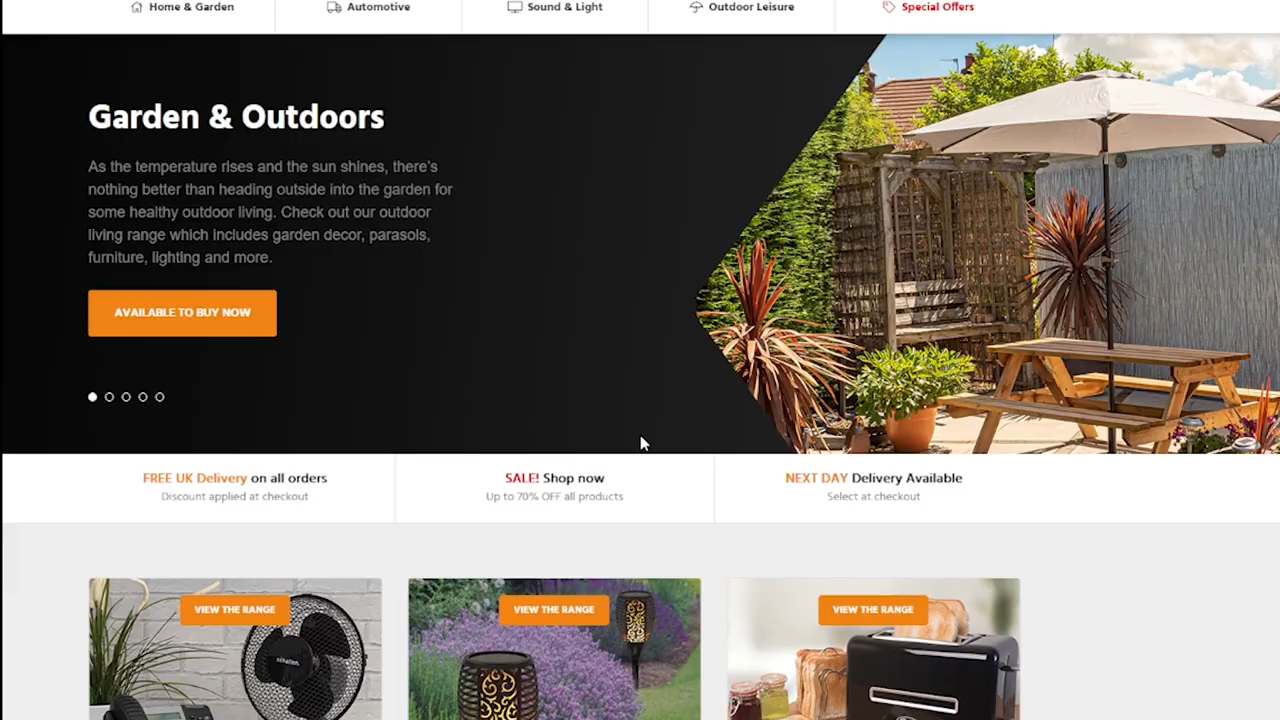 Home & Garden
Automotive
Sound & Light
Outdoor Leisure
Special Offers
Garden & Outdoors
As the temperature rises and the sun shines, there's
nothing better than heading outside into the garden for
some healthy outdoor living. Check out our outdoor
living range which includes garden decor, parasols,
furniture, lighting and more.
AVAILABLE TO BUY NOW
FREE UK Delivery on all orders
Discount applied at checkout
SALE! Shop now
Up to 70% OFF all products
NEXT DAY Delivery Available
Select at checkout
VIEW THE RANGE
VIEW THE RANGE
VIEW THE RANGE